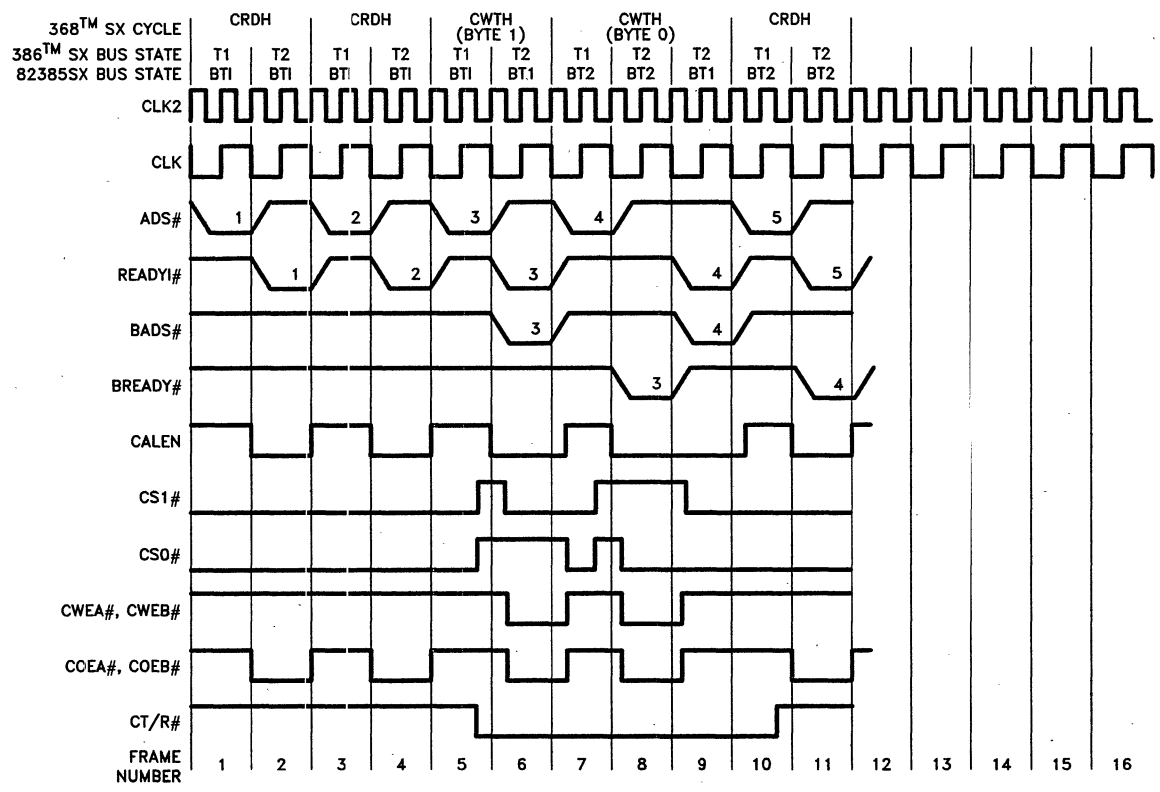 368TM SX CYCLE CRDH CRDH CWTH (BYTE 1) CWTH (BYTE 0) CRDH
386TM SX BUS STATE T1 T2 T1 T2 T1 T2 T1 T2 T2 T1 T2
82385SX BUS STATE BTI BTI BTI BTI BTI BT1 BT2 BT2 BT1 BT2 BT2
CLK2
CLK
ADS# 1 2 3 4 5
READYI# 1 2 3 4 5
BADS# 3 4
BREADY# 3 4
CALEN
CS1#
CS0#
CWEA#, CWEB#
COEA#, COEB#
CT/R#
FRAME NUMBER 1 2 3 4 5 6 7 8 9 10 11 12 13 14 15 16